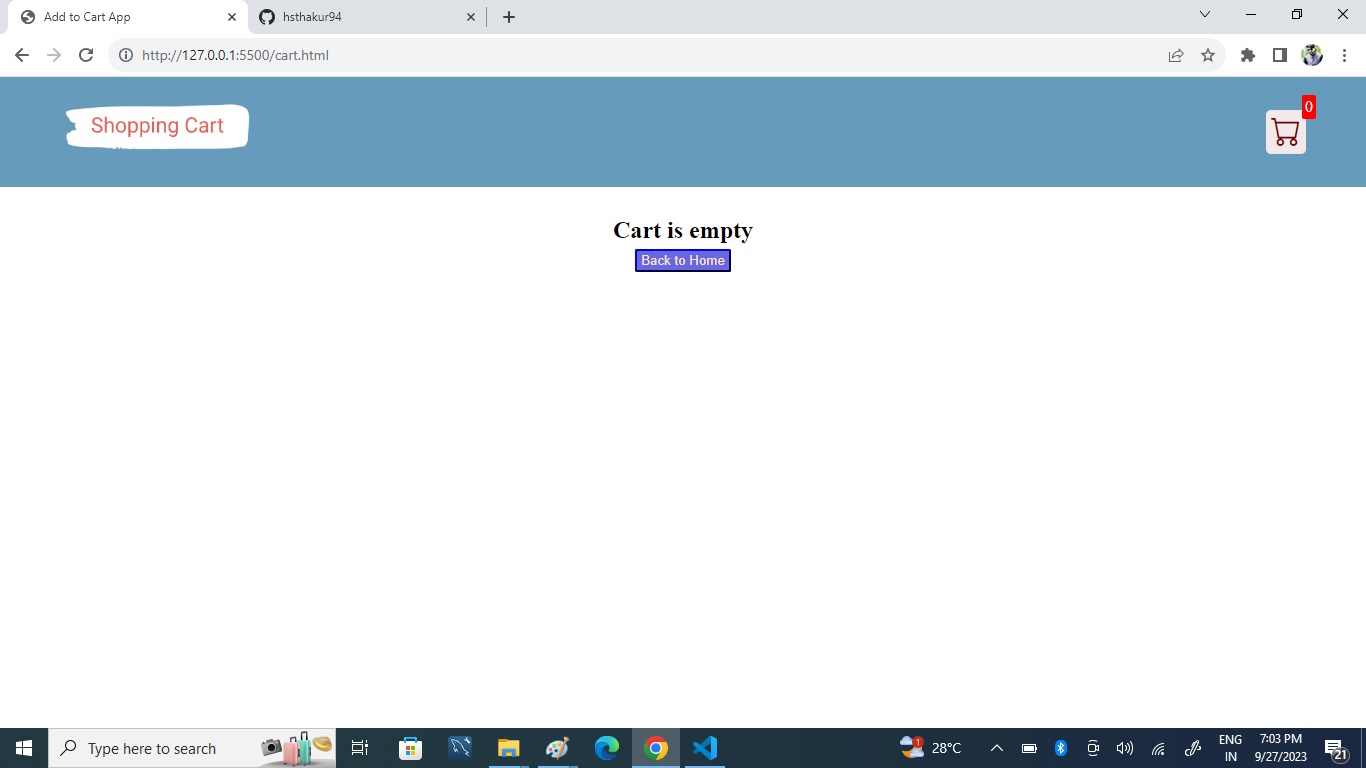 Add to Cart App
hsthakur94
http://127.0.0.1:5500/cart.html
Shopping Cart
0
Cart is empty
Back to Home
Type here to search
1
28°C
ENG
IN
7:03 PM
9/27/2023
21